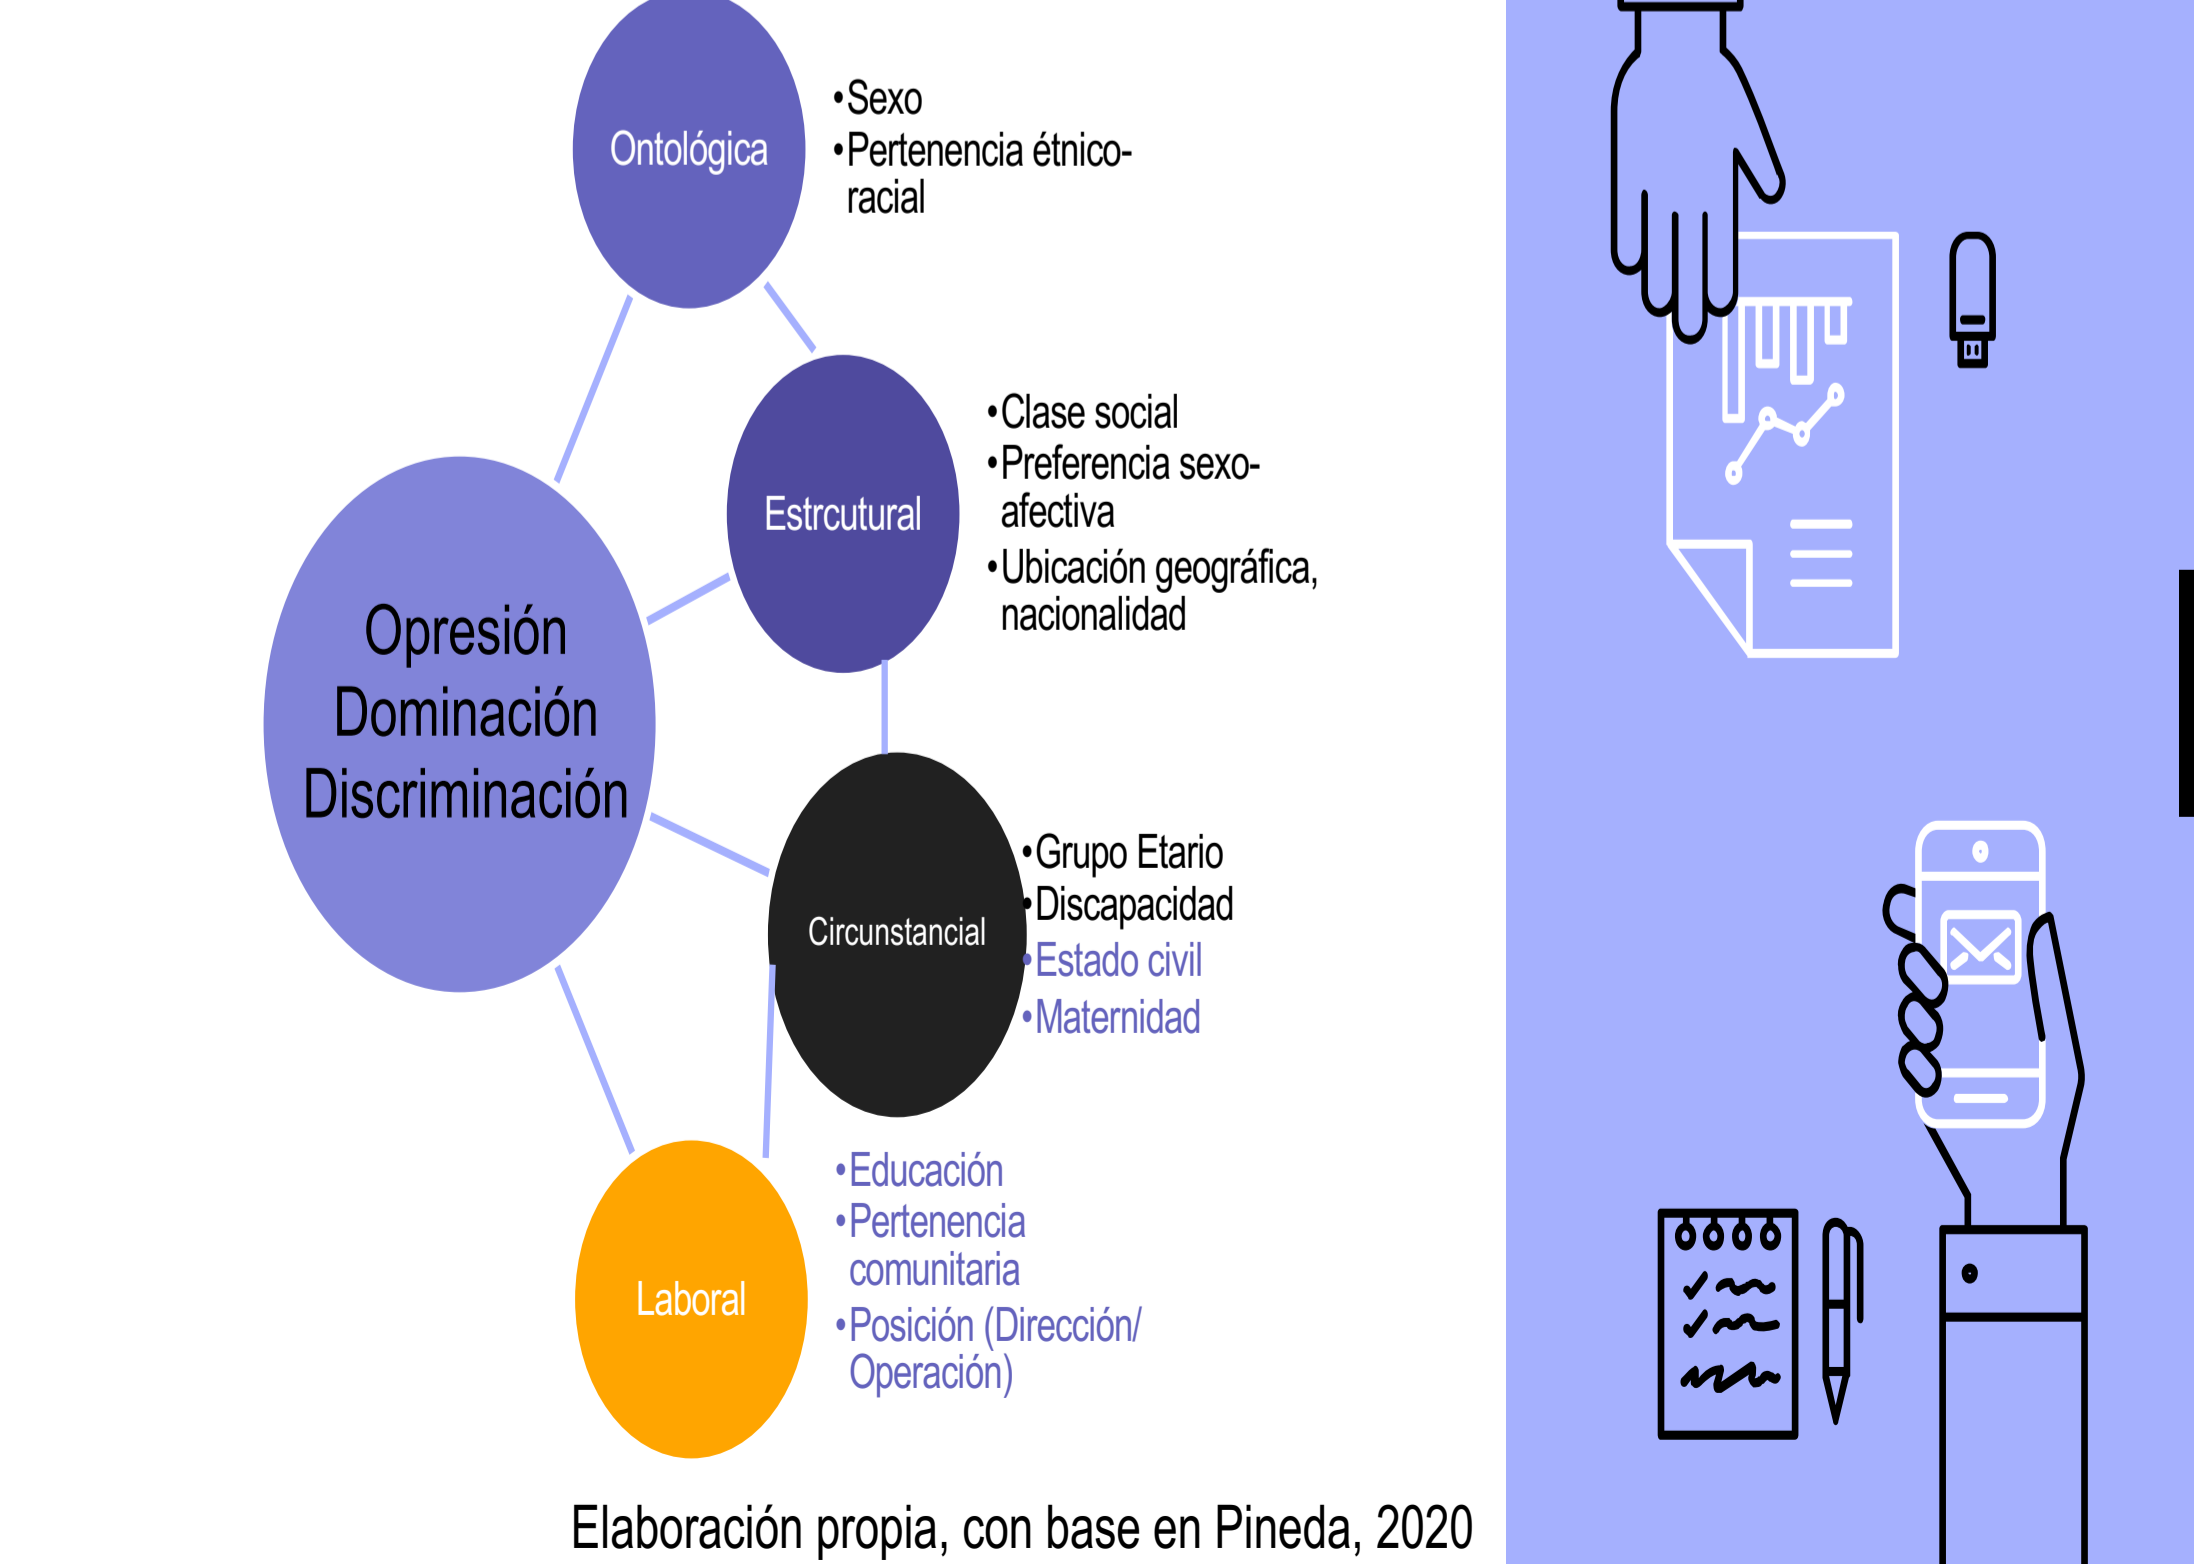 Ontológica
•Sexo
•Pertenencia étnico-
racial
Estrcutural
•Clase social
•Preferencia sexo-
afectiva
•Ubicación geográfica,
nacionalidad
Opresión
Dominación
Discriminación
Circunstancial
•Grupo Etario
•Discapacidad
•Estado civil
•Maternidad
Laboral
•Educación
•Pertenencia
comunitaria
•Posición (Dirección/
Operación)
Elaboración propia, con base en Pineda, 2020